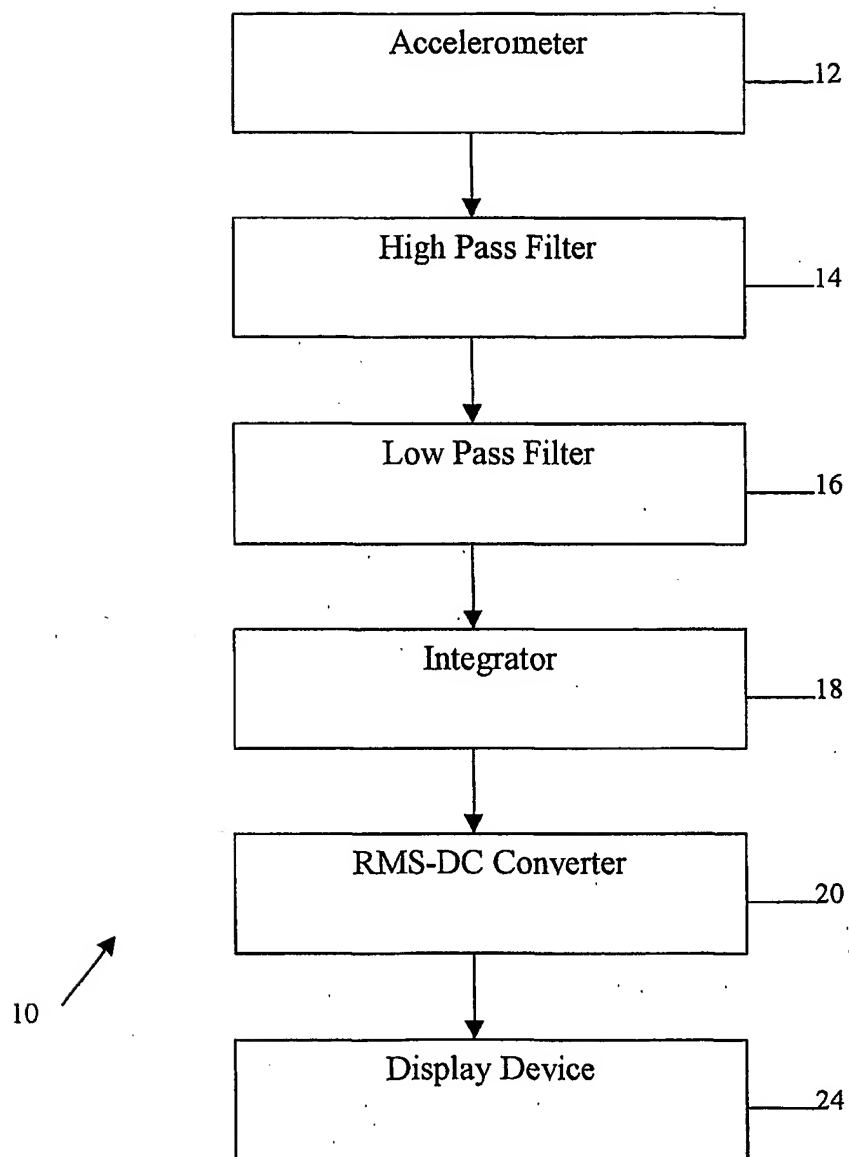 Accelerometer
12
High Pass Filter
14
Low Pass Filter
16
Integrator
18
RMS-DC Converter
20
10
Display Device
24